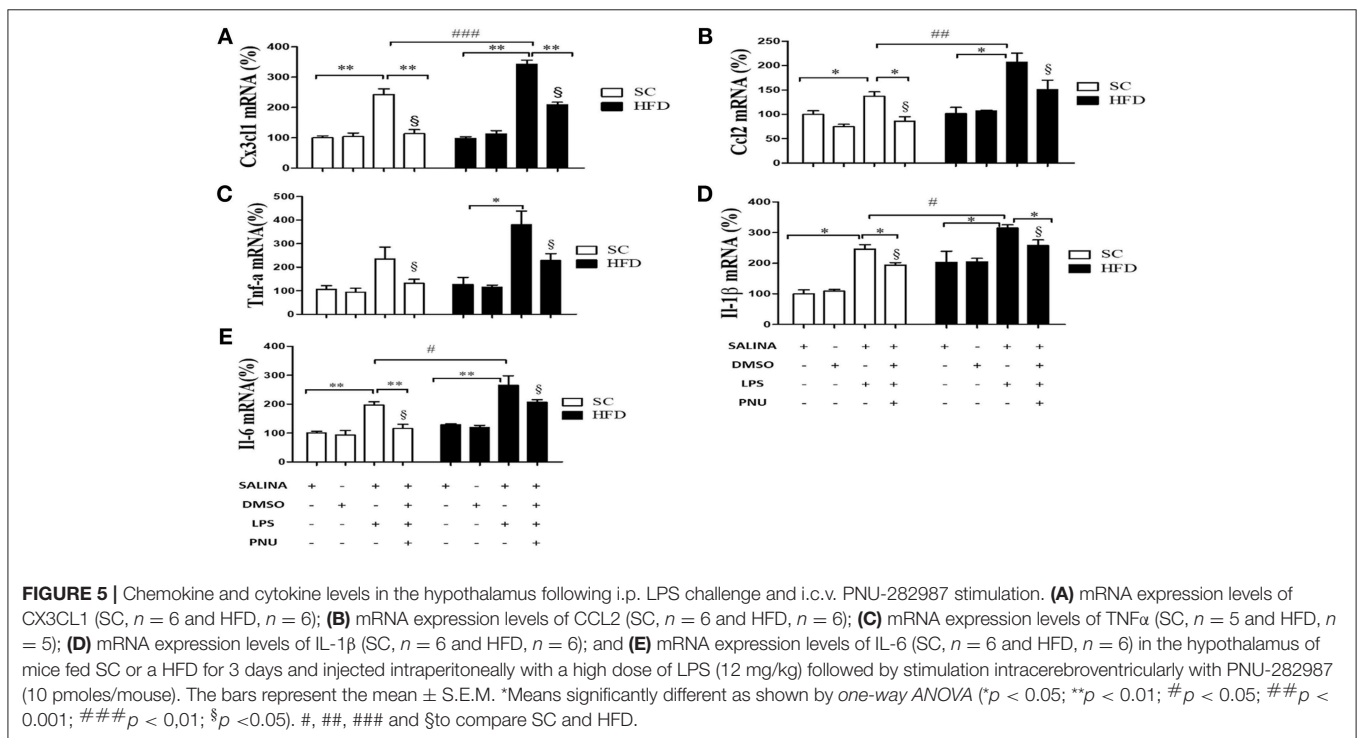 A
Cx3cl1 mRNA (%)
400
300
200
100
0
###
**
**
**
**
§
§
SC
HFD
B
Ccl2 mRNA (%)
250
200
150
100
50
0
##
*
*
*
§
§
SC
HFD
C
Tnf-a mRNA(%)
500
400
300
200
100
0
*
§
§
SC
HFD
D
Il-1β mRNA (%)
400
300
200
100
0
#
*
*
*
*
§
§
SC
HFD
SALINA + - + + + - + +
DMSO - + - + - + - +
LPS - - + + - - + +
PNU - - - + - - - +
E
Il-6 mRNA(%)
400
300
200
100
0
#
**
**
**
§
§
SC
HFD
SALINA + - + + + - + +
DMSO - + - + - + - +
LPS - - + + - - + +
PNU - - - + - - - +
FIGURE 5 | Chemokine and cytokine levels in the hypothalamus following i.p. LPS challenge and i.c.v. PNU-282987 stimulation. (A) mRNA expression levels of
CX3CL1 (SC, n = 6 and HFD, n = 6); (B) mRNA expression levels of CCL2 (SC, n = 6 and HFD, n = 6); (C) mRNA expression levels of TNFα (SC, n = 5 and HFD, n
= 5); (D) mRNA expression levels of IL-1β (SC, n = 6 and HFD, n = 6); and (E) mRNA expression levels of IL-6 (SC, n = 6 and HFD, n = 6) in the hypothalamus of
mice fed SC or a HFD for 3 days and injected intraperitoneally with a high dose of LPS (12 mg/kg) followed by stimulation intracerebroventricularly with PNU-282987
(10 pmoles/mouse). The bars represent the mean ± S.E.M. *Means significantly different as shown by one-way ANOVA (*p < 0.05; **p < 0.01; #p < 0.05; ##p <
0.001; ###p < 0,01; §p <0.05). #, ##, ### and §to compare SC and HFD.